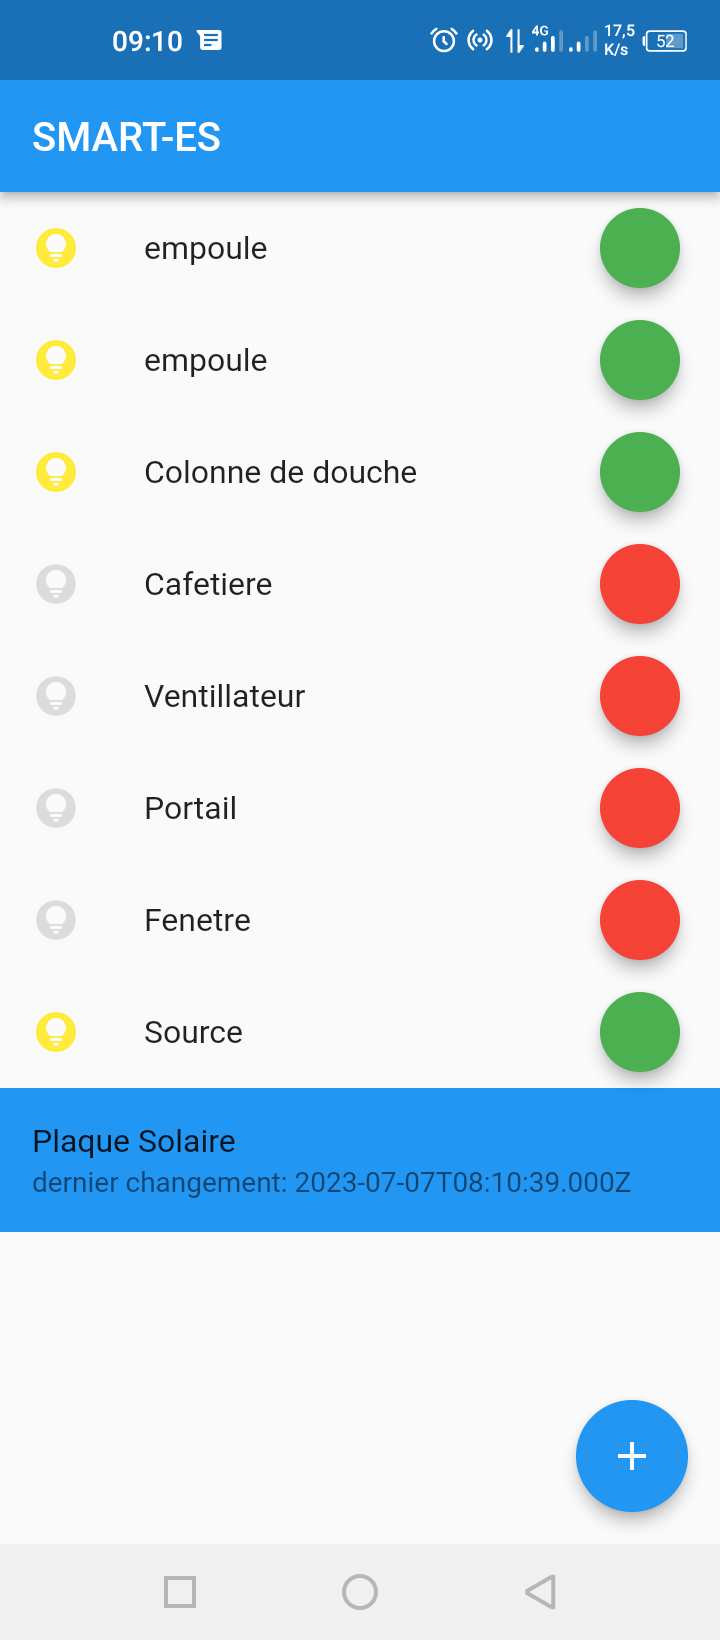 09:10 4G 17,5 K/s 52
SMART-ES
empoule
empoule
Colonne de douche
Cafetiere
Ventillateur
Portail
Fenetre
Source
Plaque Solaire
dernier changement: 2023-07-07T08:10:39.000Z